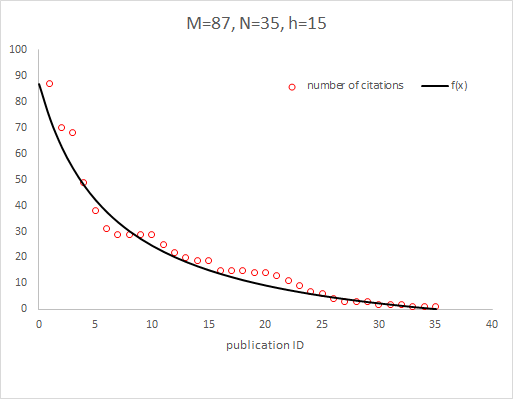 M=87, N=35, h=15
100
90
80
70
60
50
40
30
20
10
0
number of citations
f(x)
0 5 10 15 20 25 30 35 40
publication ID